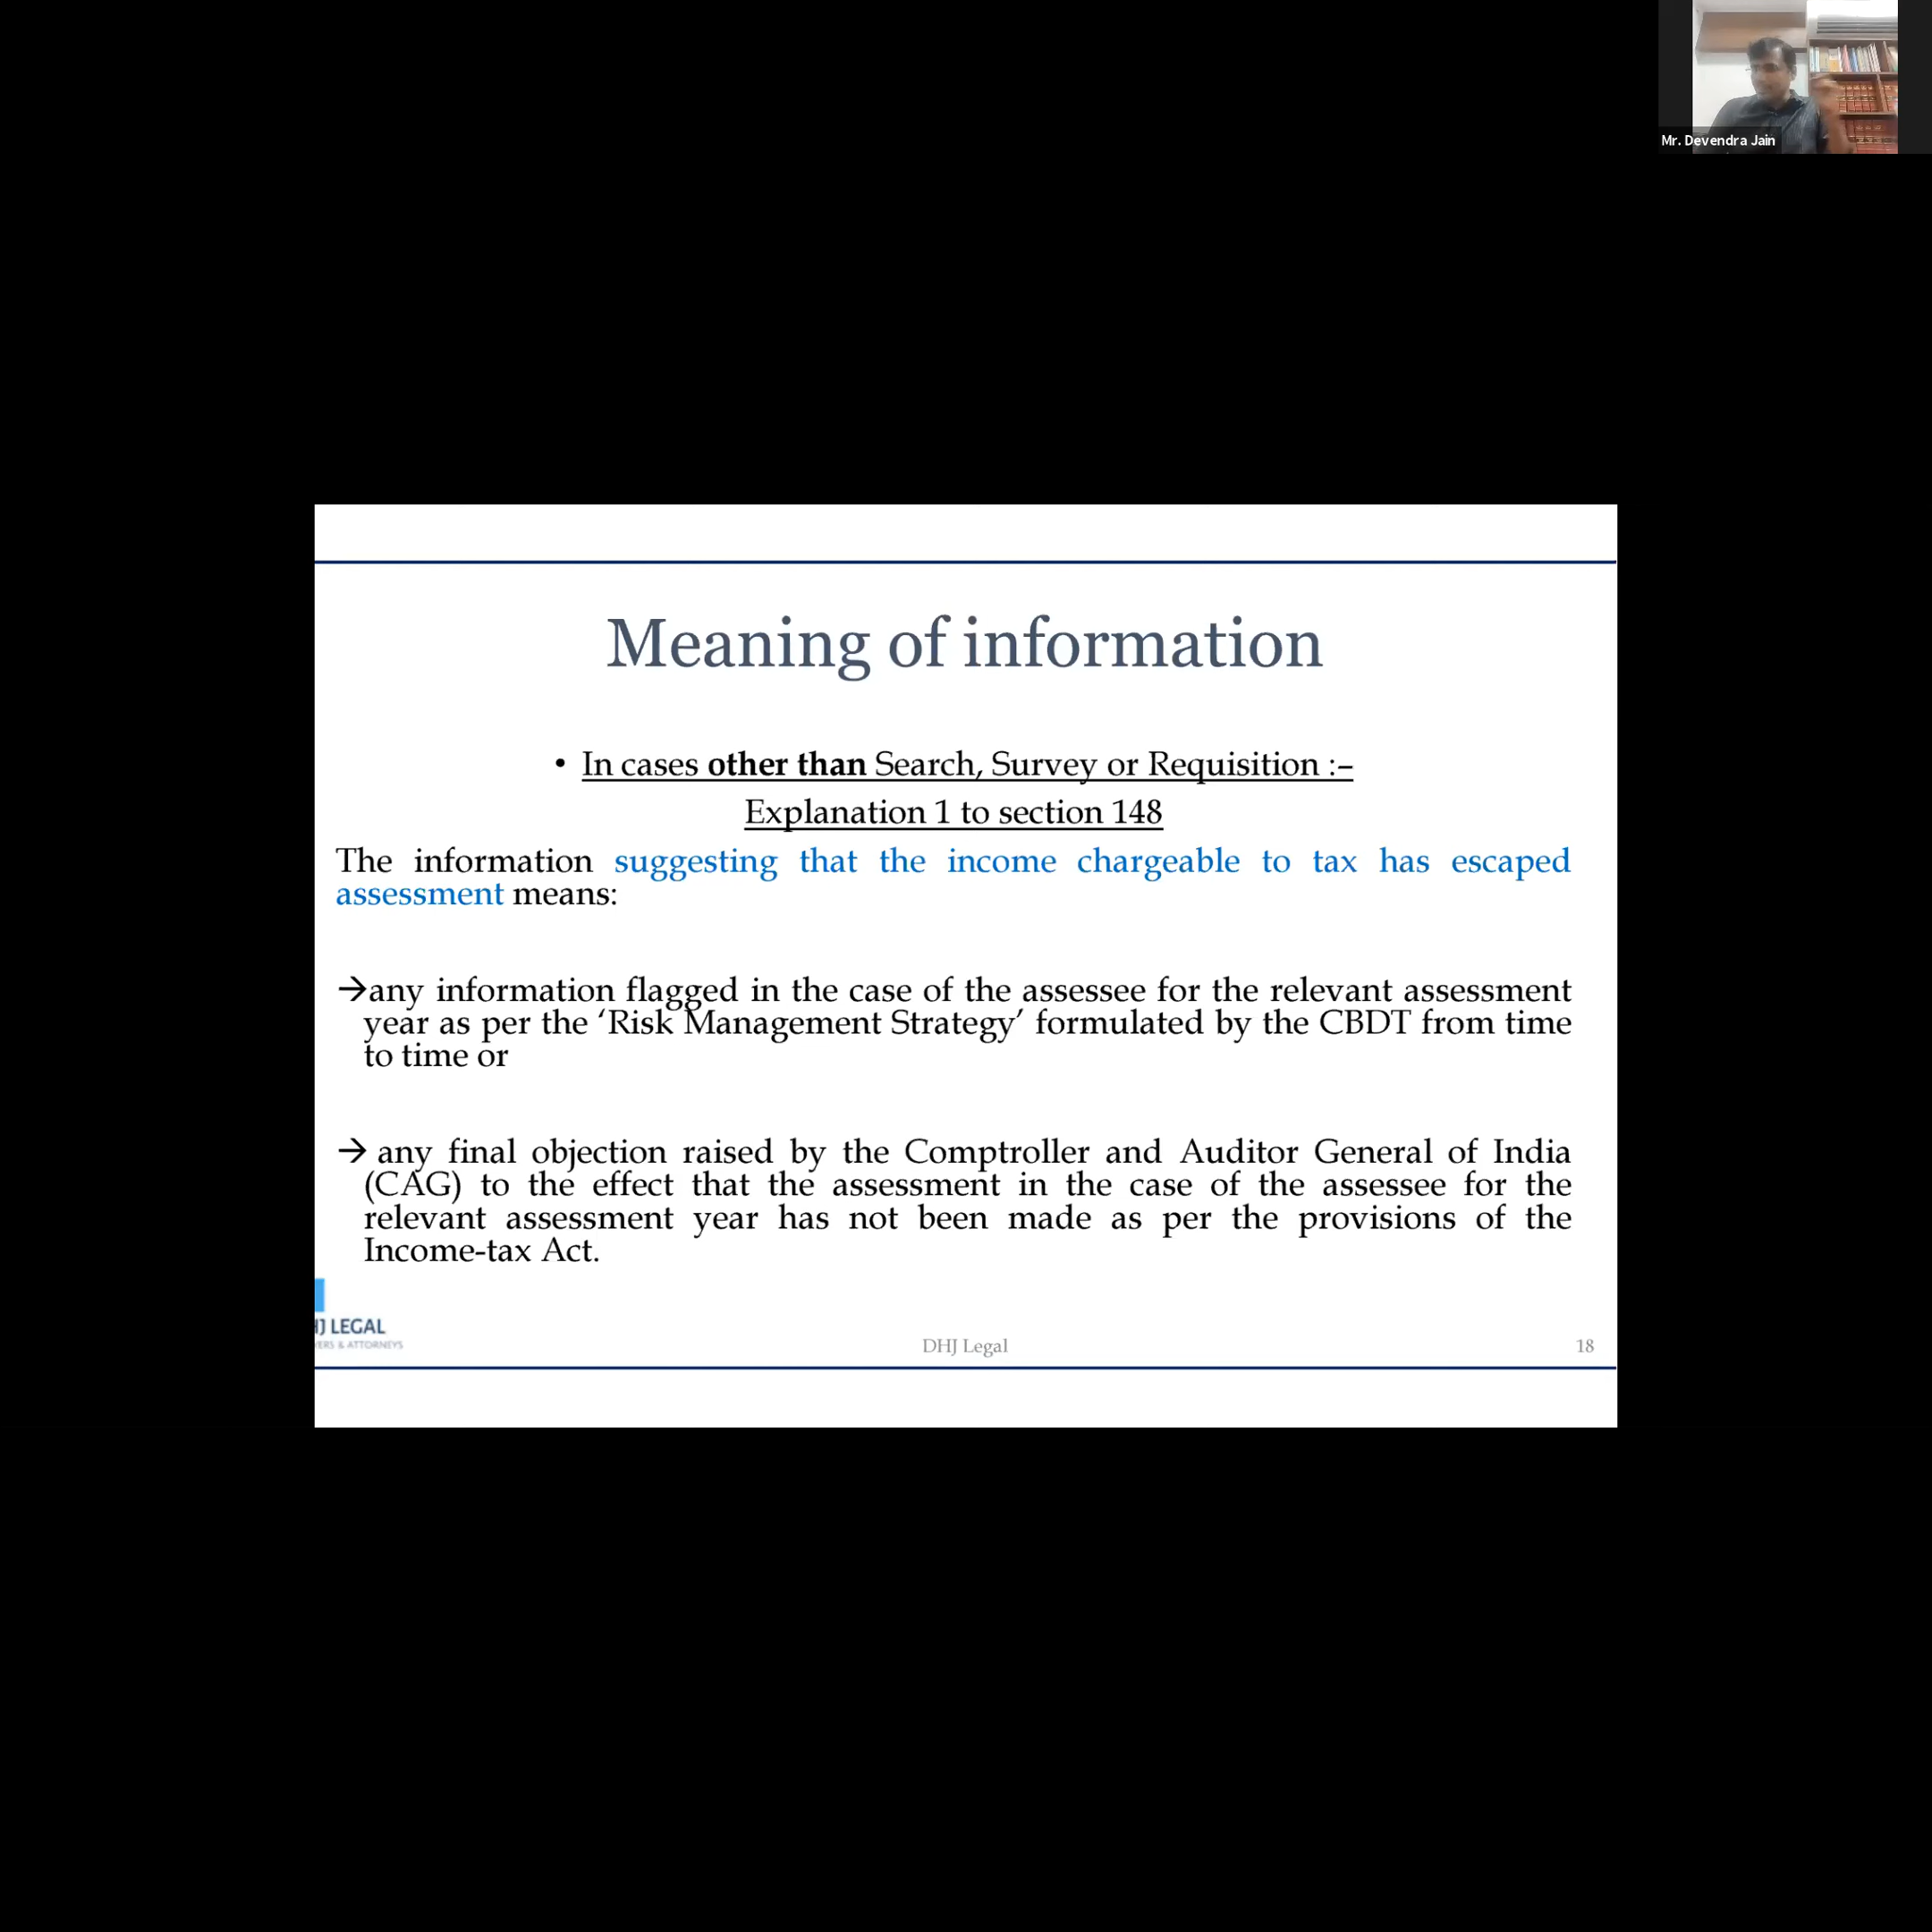 Mr. Devendra Jain
Meaning of information
• In cases other than Search, Survey or Requisition :–
Explanation 1 to section 148
The information suggesting that the income chargeable to tax has escaped
assessment means:
→any information flagged in the case of the assessee for the relevant assessment
year as per the ‘Risk Management Strategy’ formulated by the CBDT from time
to time or
→ any final objection raised by the Comptroller and Auditor General of India
(CAG) to the effect that the assessment in the case of the assessee for the
relevant assessment year has not been made as per the provisions of the
Income-tax Act.
LEGAL
& ATTORNEYS
DHJ Legal
18